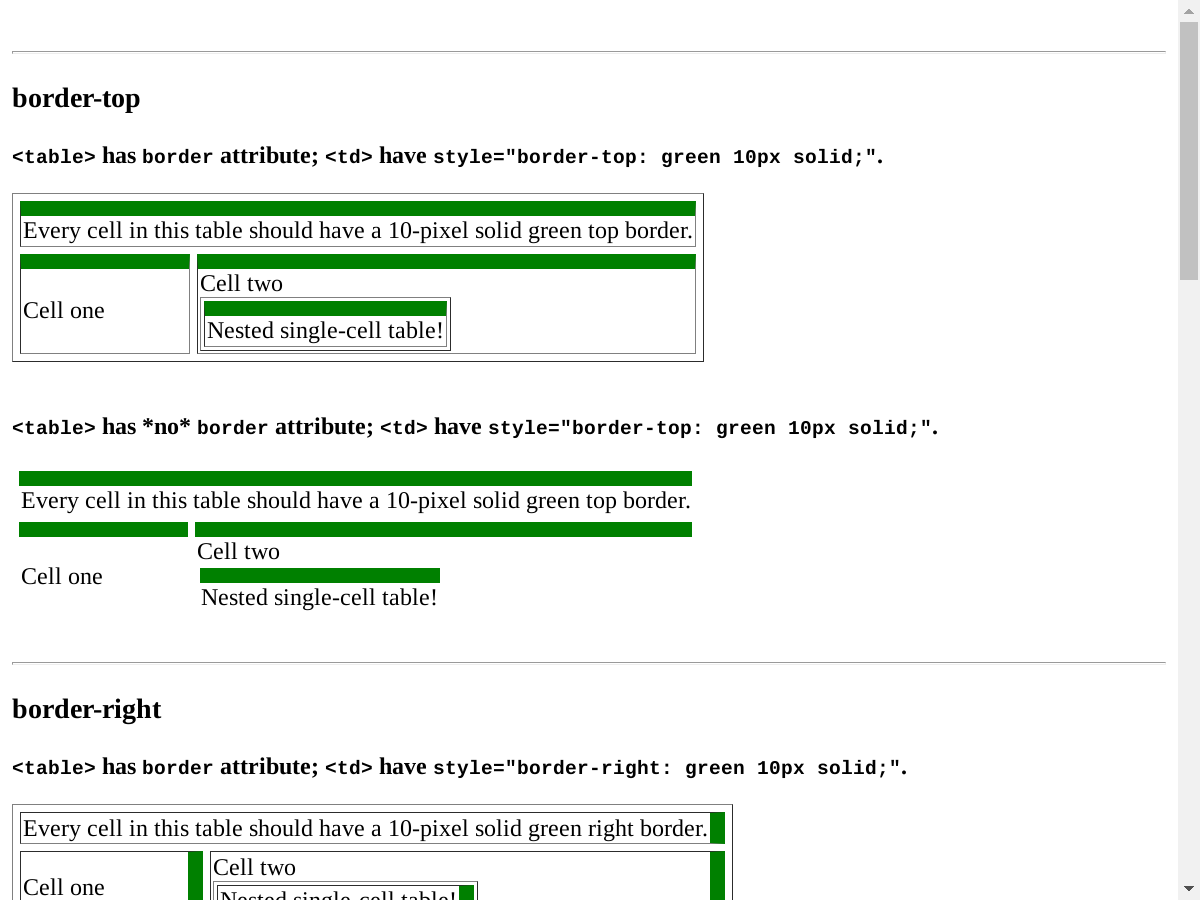 border-top
<table> has border attribute; <td> have style="border-top: green 10px solid;".
Every cell in this table should have a 10-pixel solid green top border.
Cell one
Cell two
Nested single-cell table!
<table> has *no* border attribute; <td> have style="border-top: green 10px solid;".
Every cell in this table should have a 10-pixel solid green top border.
Cell one
Cell two
Nested single-cell table!
border-right
<table> has border attribute; <td> have style="border-right: green 10px solid;".
Every cell in this table should have a 10-pixel solid green right border.
Cell one
Cell two
Nested single-cell table!